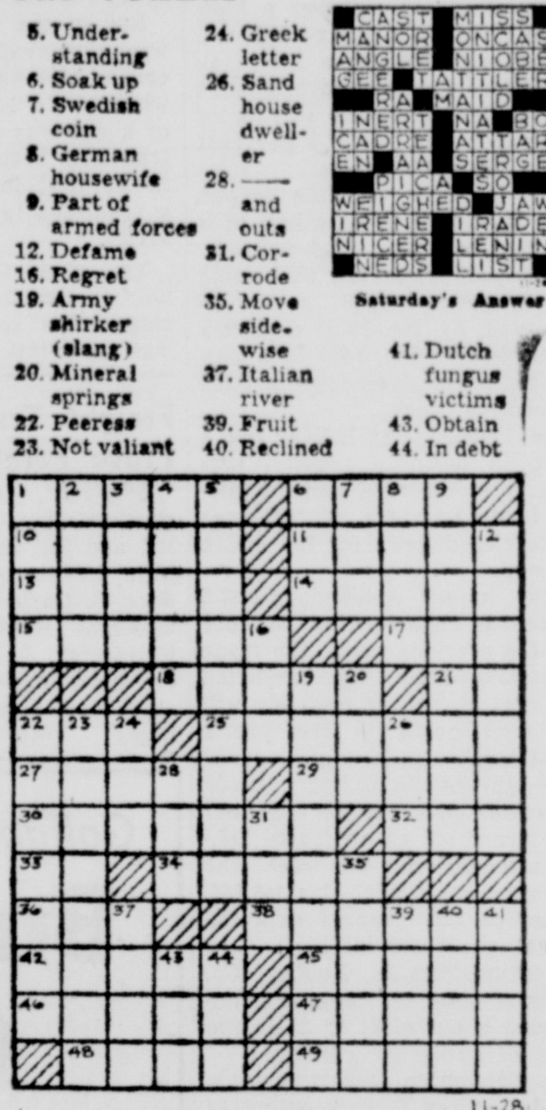 5. Under-
standing
6. Soak up
7. Swedish
coin
8. German
housewife
9. Part of
armed forces
12. Defame
16. Regret
19. Army
shirker
(slang)
20. Mineral
springs
22. Peeress
23. Not valiant
24. Greek
letter
26. Sand
house
dwell-
er
28. ——
and
outs
31. Cor-
rode
35. Move
side-
wise
37. Italian
river
39. Fruit
40. Reclined
CAST MISS
MANOR ONCAS
ANGLE NIOBE
GEE TATTLER
RA MAID
INERT NA BO
CADRE ATTAR
EN AA SERGE
PICA SO
WEIGHED JAW
IRENE IRADE
NICER LENIN
NEDS LIST
Saturday's Answer
41. Dutch
fungus
victims
43. Obtain
44. In debt
1 2 3 4 5 6 7 8 9
10 11 12
13 14
15 16 17
18 19 20 21
22 23 24 25 26
27 28 29
30 31 32
33 34 35
36 37 38 39 40 41
42 43 44 45
46 47
48 49
11-28